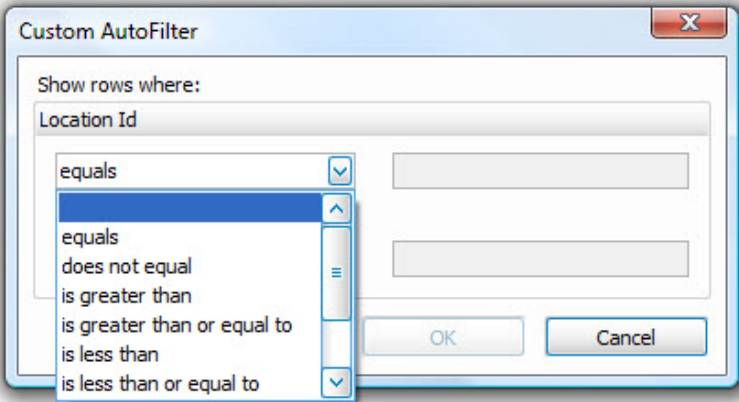 Custom AutoFilter
Show rows where:
Location Id
equals
equals
does not equal
is greater than
is greater than or equal to
is less than
is less than or equal to
OK
Cancel